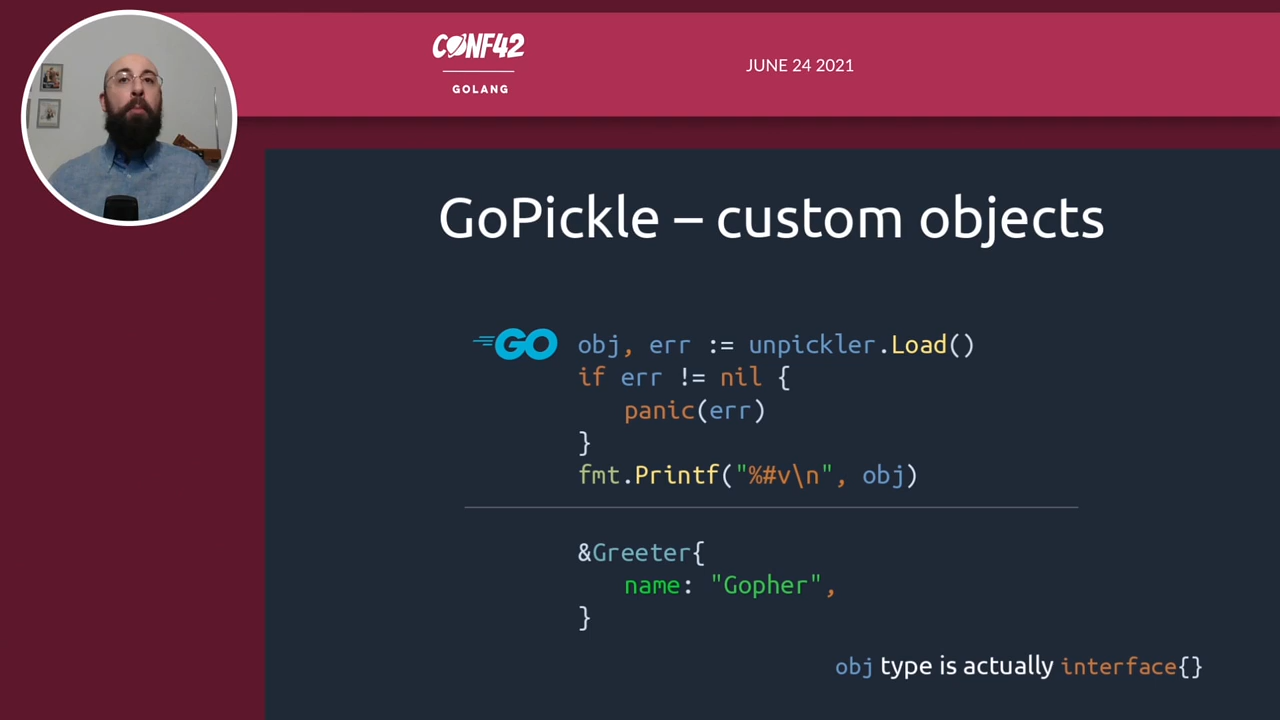 CONF42
GOLANG
JUNE 24 2021
GoPickle – custom objects
GO
obj, err := unpickler.Load()
if err != nil {
panic(err)
}
fmt.Printf("%#v\n", obj)
&Greeter{
name: "Gopher",
}
obj type is actually interface{}